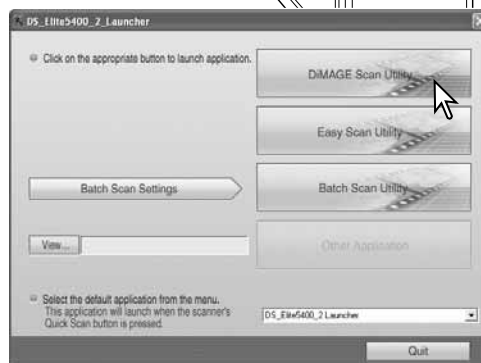 DS_Elite5400_2_Launcher
Click on the appropriate button to launch application.
DiMAGE Scan Utility
Easy Scan Utility
Batch Scan Settings
Batch Scan Utility
View...
Other Application
Select the default application from the menu.
This application will launch when the scanner's
Quick Scan button is pressed.
DS_Elite5400_2 Launcher
Quit